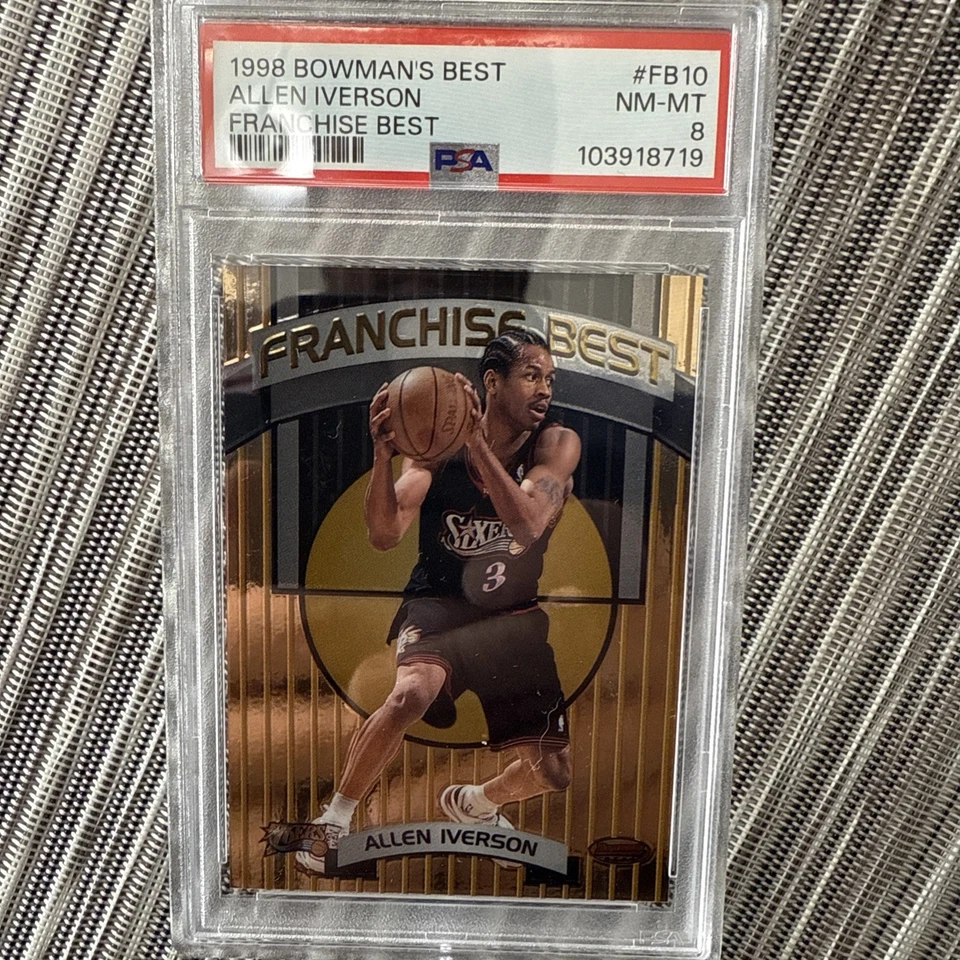 1998 BOWMAN'S BEST #FB10
ALLEN IVERSON NM-MT
FRANCHISE BEST 8
PSA 103918719
FRANCHISE BEST
SPALDING
SIXERS
3
ALLEN IVERSON